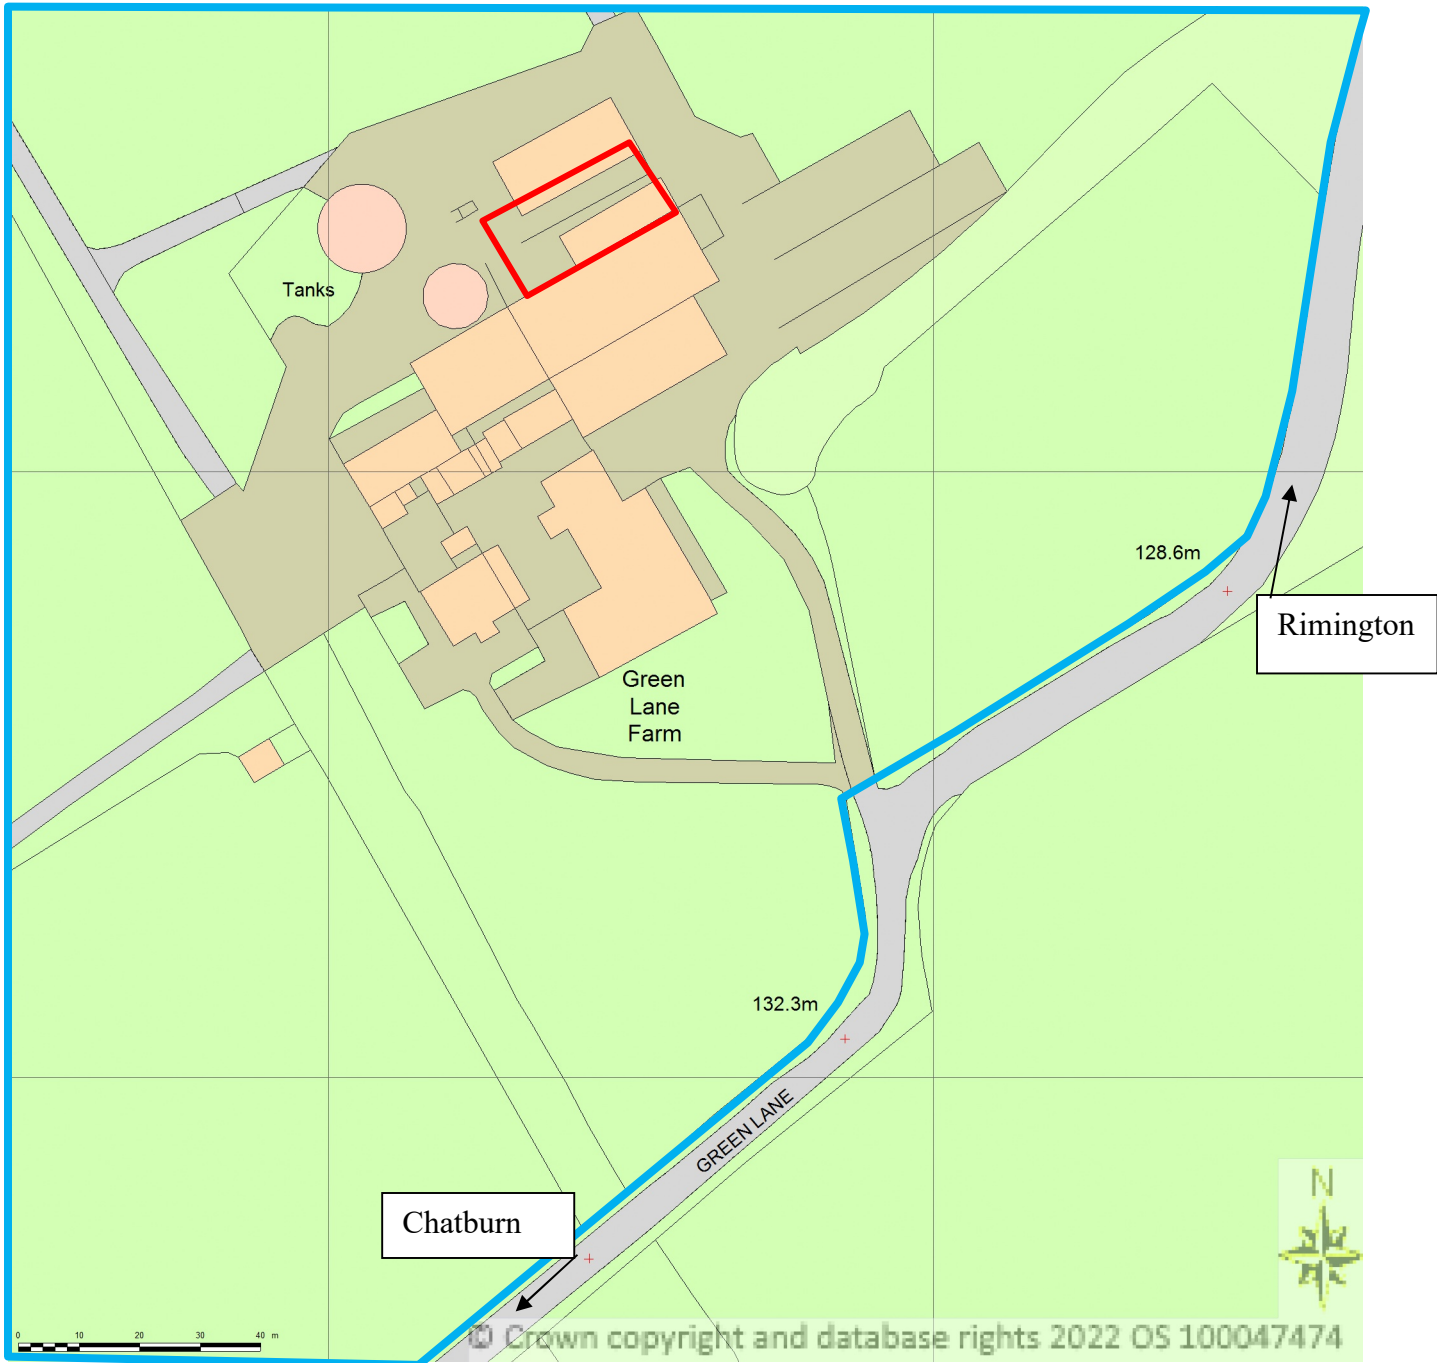 Tanks
128.6m
Rimington
Green
Lane
Farm
132.3m
GREEN LANE
N
Chatburn
0 10 20 30 40 m
© Crown copyright and database rights 2022 OS 100047474